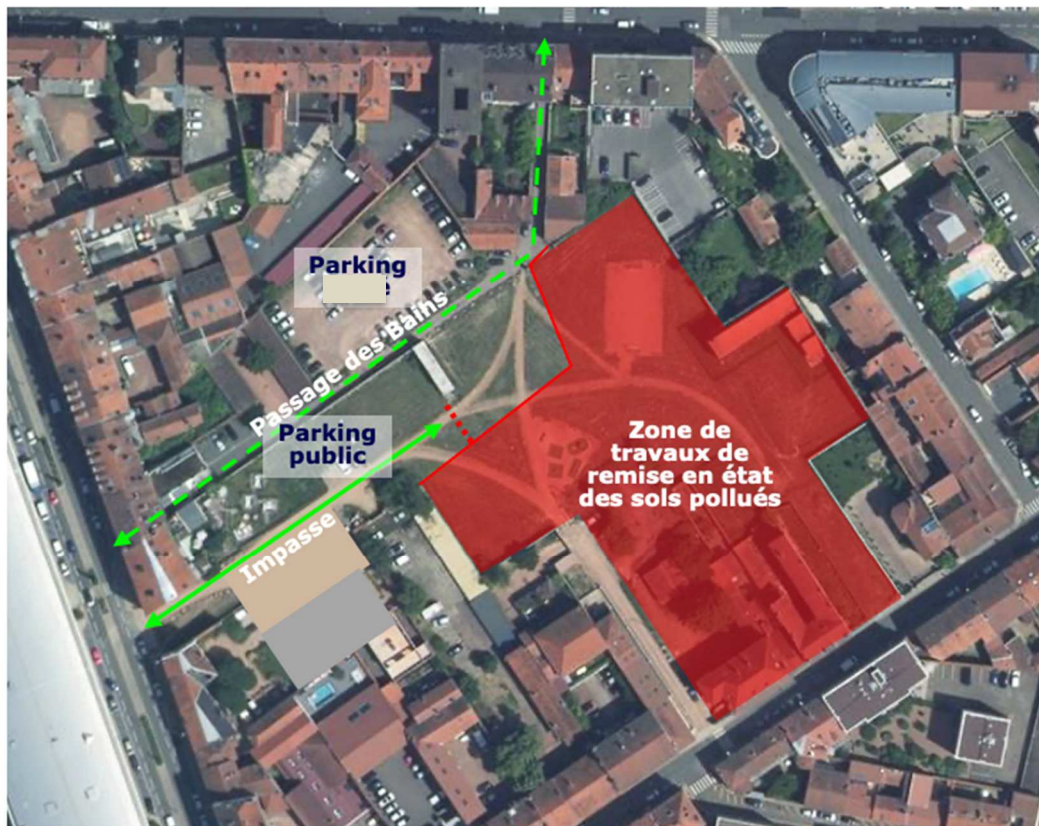 Parking
Passage des Bains
Parking
public
Impasse
Zone de
travaux de
remise en état
des sols pollués